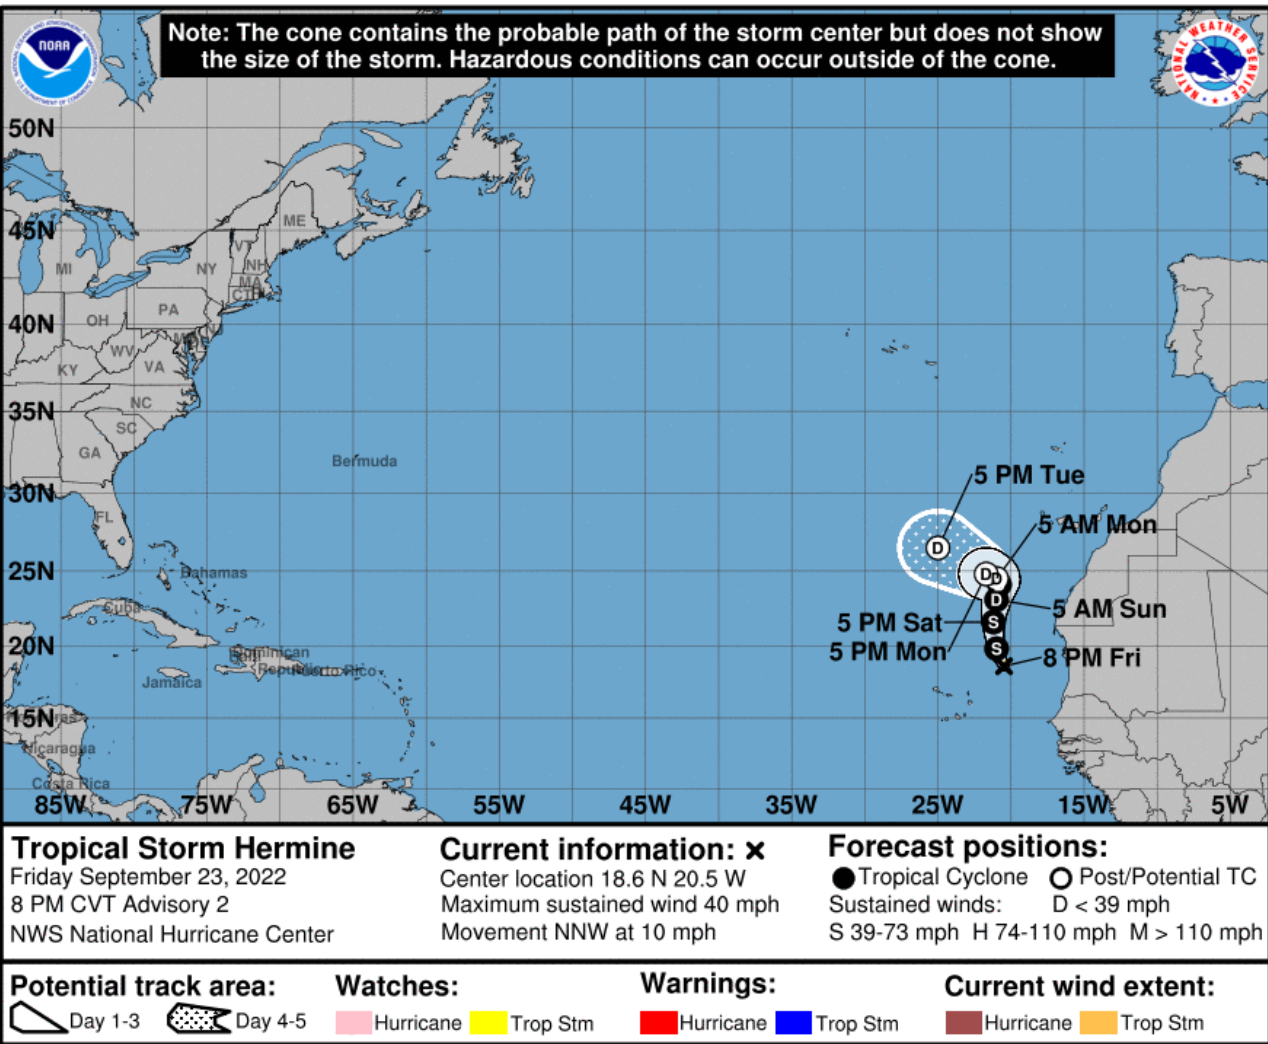 Note: The cone contains the probable path of the storm center but does not show
the size of the storm. Hazardous conditions can occur outside of the cone.
NOAA
NATIONAL WEATHER SERVICE
50N
45N
40N
35N
30N
25N
20N
15N
85W
75W
65W
55W
45W
35W
25W
15W
5W
ME
VT
NH
MA
CT
NY
MI
PA
OH
WV
VA
KY
NC
SC
GA
FL
Bermuda
Bahamas
Cuba
Dominican
Republic
Puerto Rico
Jamaica
Nicaragua
Costa Rica
5 PM Tue
5 AM Mon
5 AM Sun
5 PM Sat
5 PM Mon
8 PM Fri
D
D
D
D
S
S
Tropical Storm Hermine
Friday September 23, 2022
8 PM CVT Advisory 2
NWS National Hurricane Center
Current information: x
Center location 18.6 N 20.5 W
Maximum sustained wind 40 mph
Movement NNW at 10 mph
Forecast positions:
Tropical Cyclone Post/Potential TC
Sustained winds: D < 39 mph
S 39-73 mph H 74-110 mph M > 110 mph
Potential track area:
Day 1-3 Day 4-5
Watches:
Hurricane Trop Stm
Warnings:
Hurricane Trop Stm
Current wind extent:
Hurricane Trop Stm